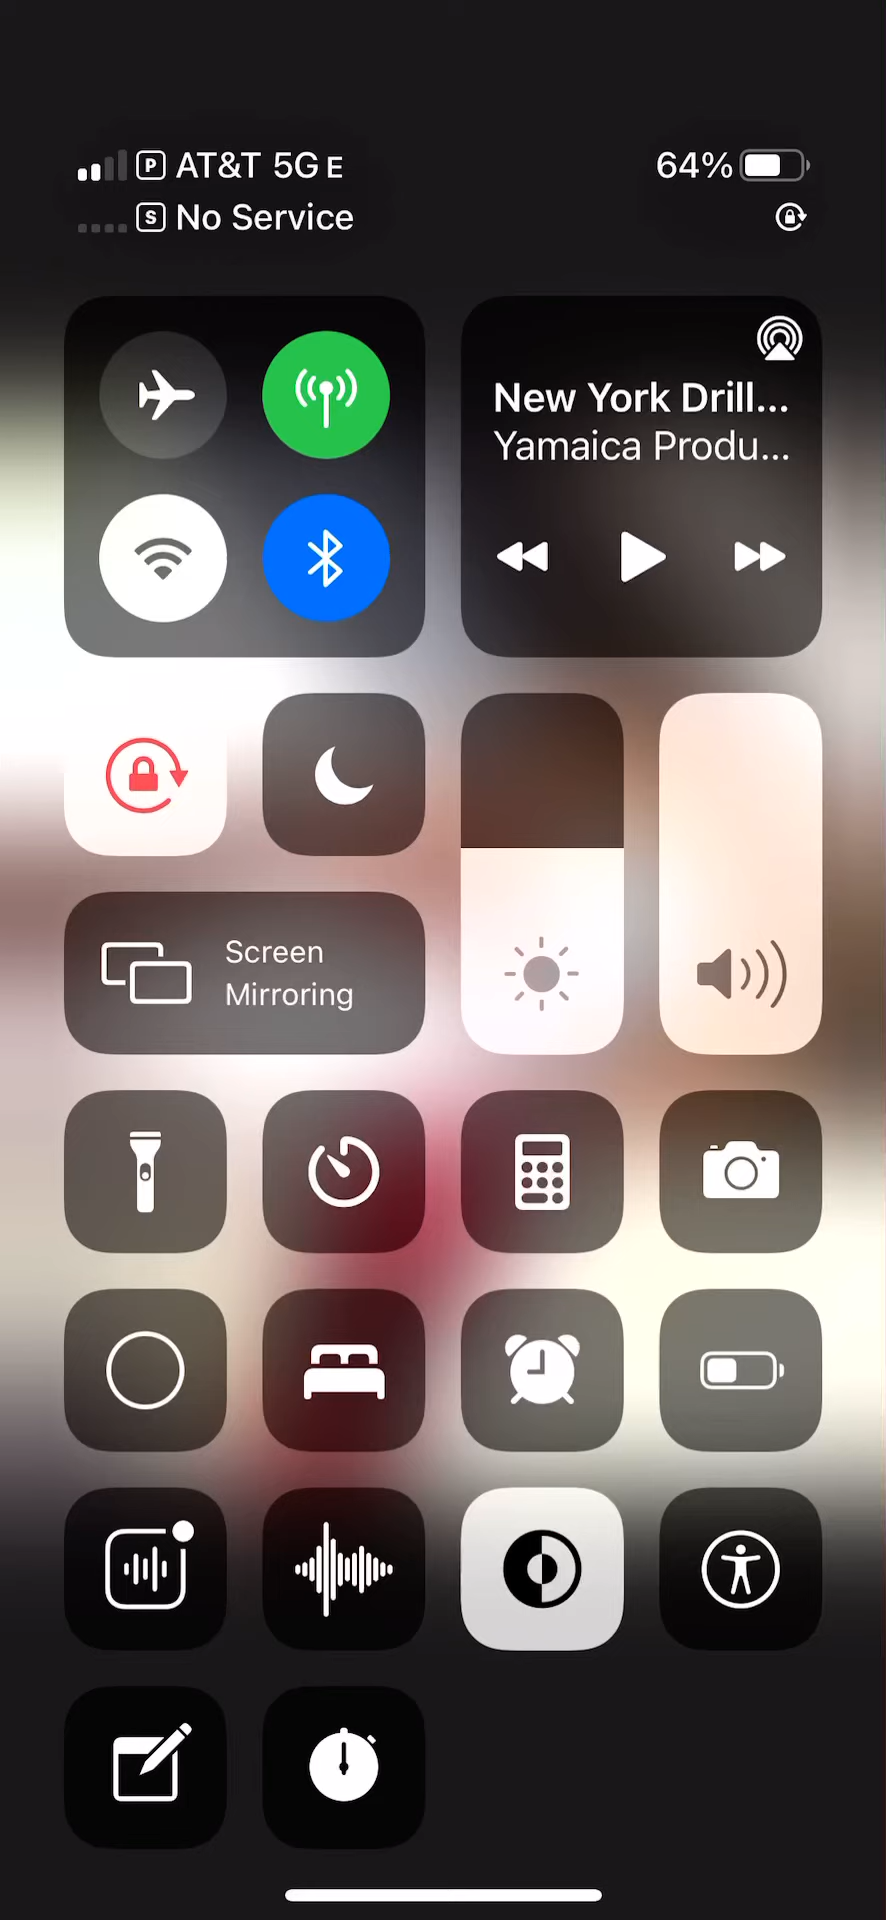 P AT&T 5G E 64%
S No Service
New York Drill...
Yamaica Produ...
Screen
Mirroring